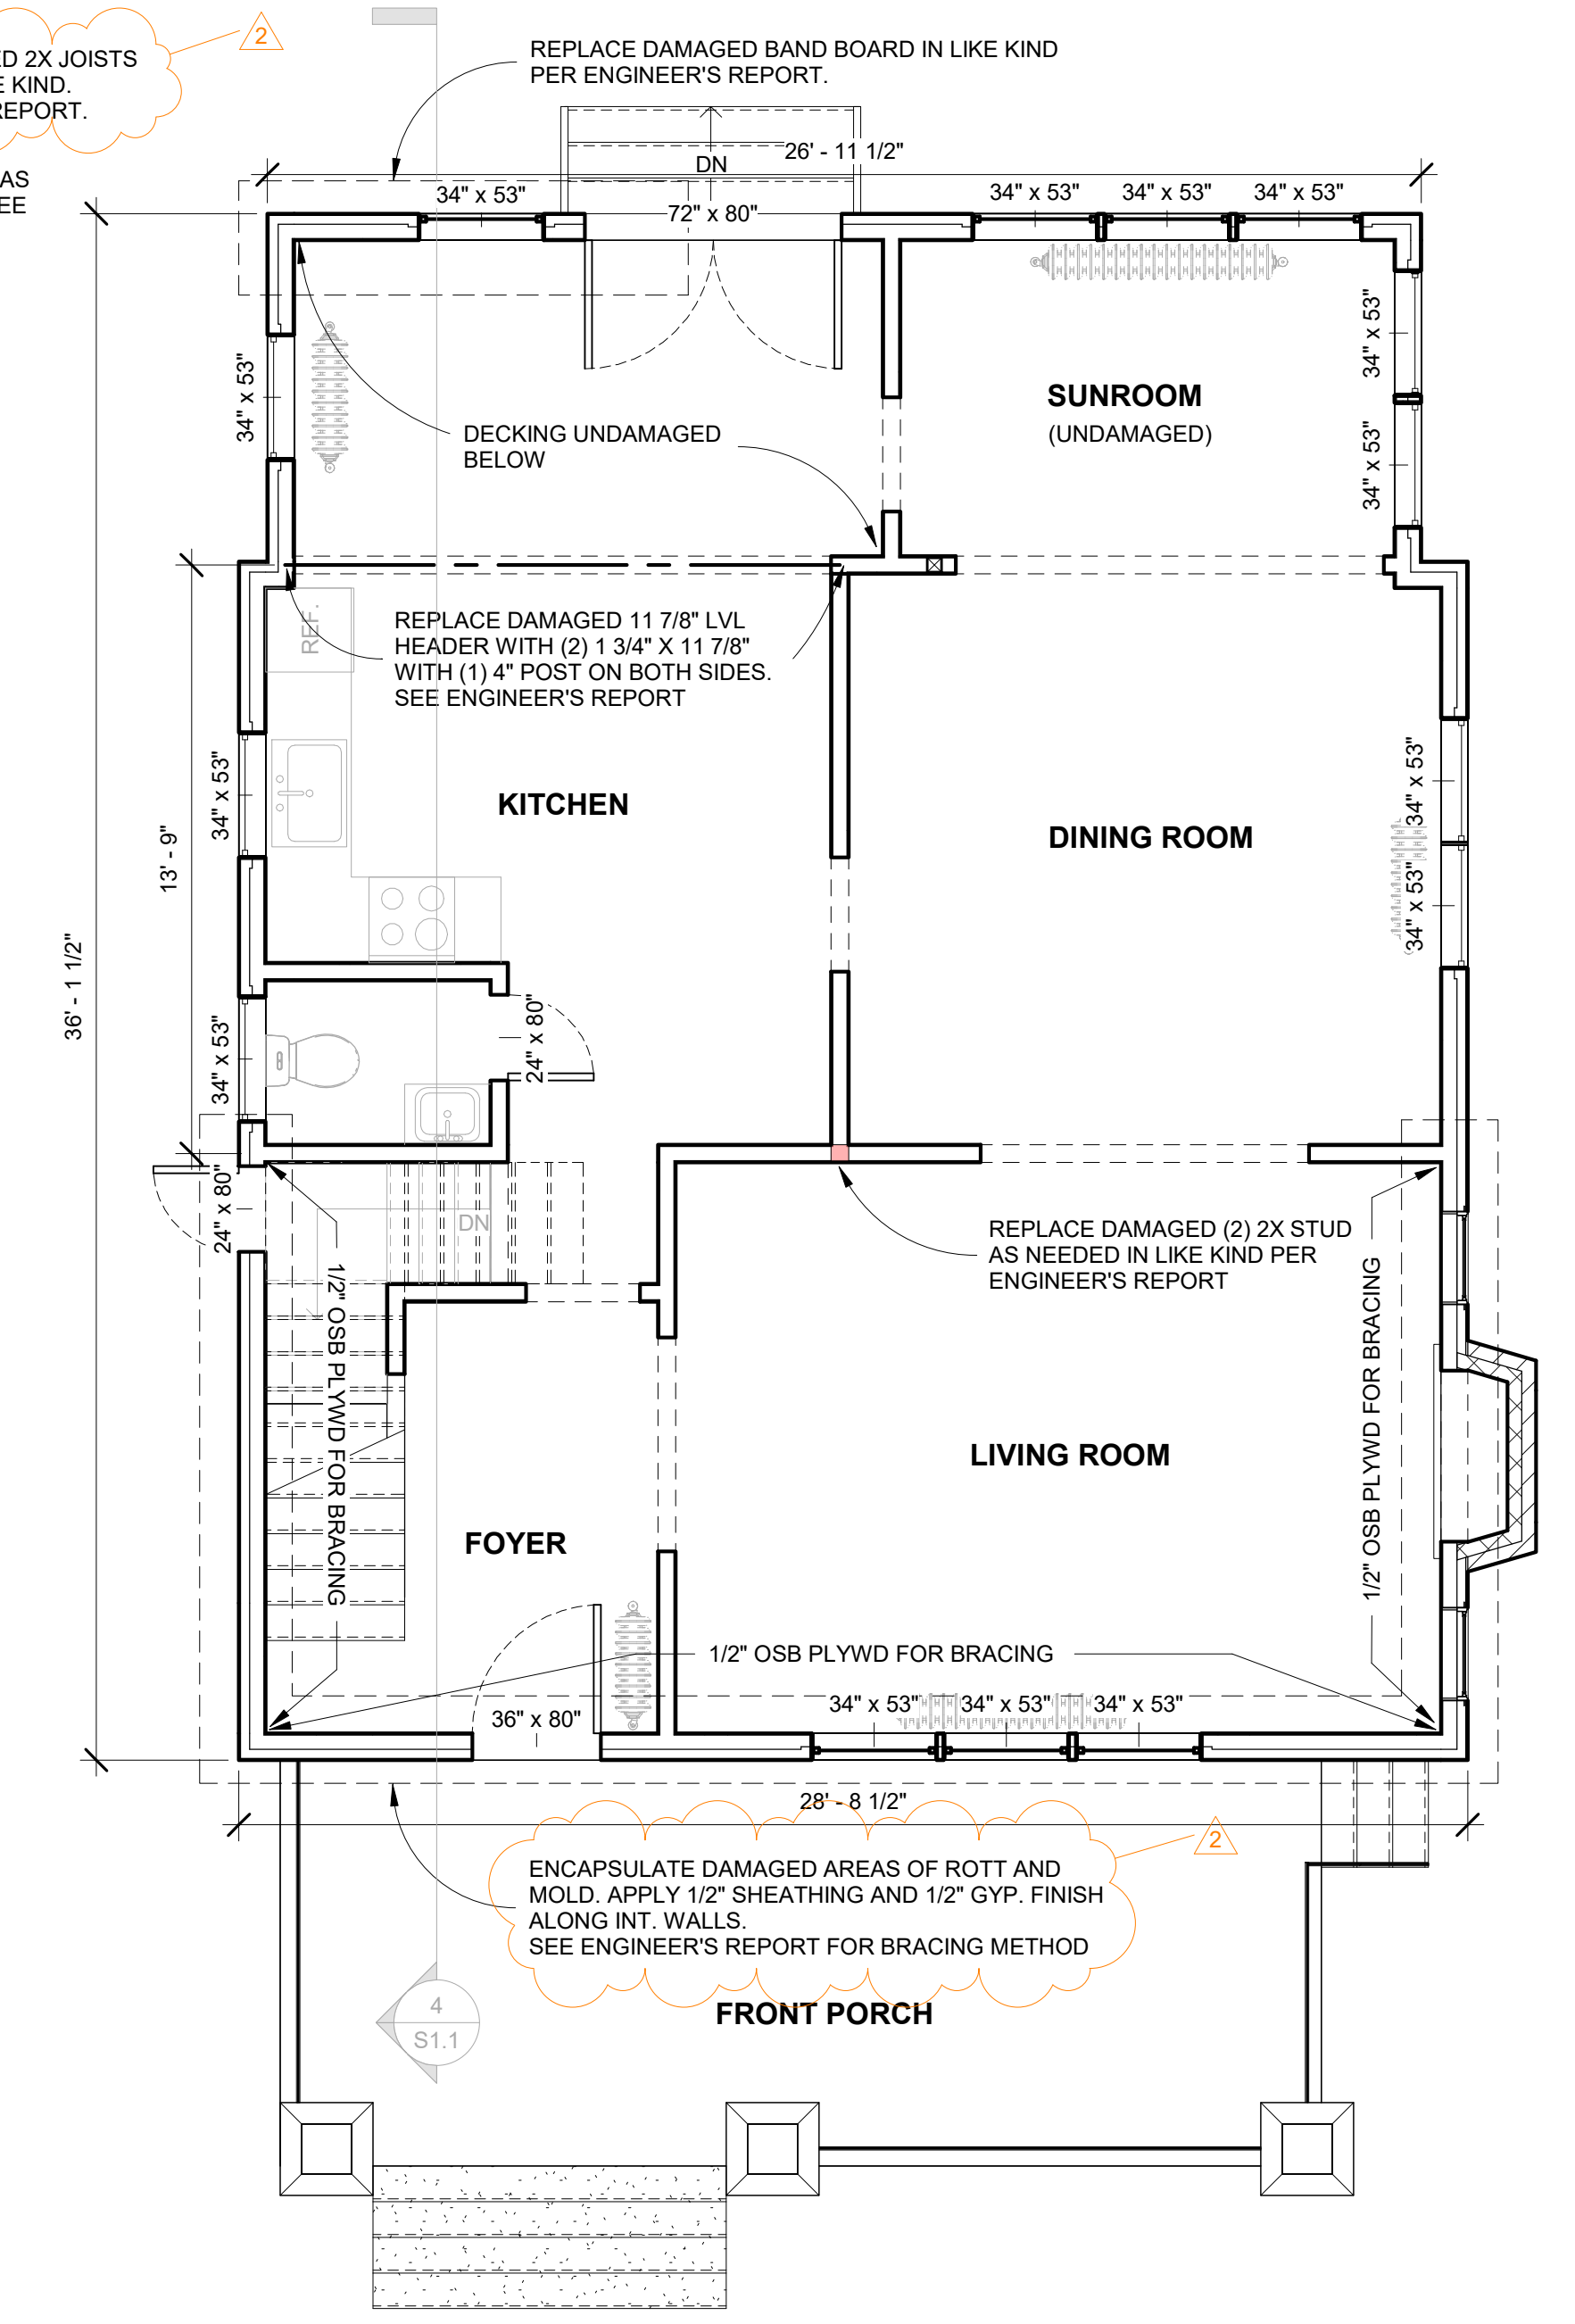 2
ED 2X JOISTS
E KIND.
REPORT.
AS
EE
REPLACE DAMAGED BAND BOARD IN LIKE KIND
PER ENGINEER'S REPORT.
DN
26' - 11 1/2"
34" x 53"
72" x 80"
34" x 53"
34" x 53"
34" x 53"
34" x 53"
34" x 53"
34" x 53"
SUNROOM
(UNDAMAGED)
DECKING UNDAMAGED
BELOW
REF.
REPLACE DAMAGED 11 7/8" LVL
HEADER WITH (2) 1 3/4" X 11 7/8"
WITH (1) 4" POST ON BOTH SIDES.
SEE ENGINEER'S REPORT
34" x 53"
KITCHEN
DINING ROOM
34" x 53"
34" x 53"
13' - 9"
36' - 1 1/2"
34" x 53"
24" x 80"
24" x 80"
DN
REPLACE DAMAGED (2) 2X STUD
AS NEEDED IN LIKE KIND PER
ENGINEER'S REPORT
1/2" OSB PLYWD FOR BRACING
1/2" OSB PLYWD FOR BRACING
LIVING ROOM
FOYER
1/2" OSB PLYWD FOR BRACING
36" x 80"
34" x 53"
34" x 53"
34" x 53"
28' - 8 1/2"
2
ENCAPSULATE DAMAGED AREAS OF ROTT AND
MOLD. APPLY 1/2" SHEATHING AND 1/2" GYP. FINISH
ALONG INT. WALLS.
SEE ENGINEER'S REPORT FOR BRACING METHOD
4
S1.1
FRONT PORCH